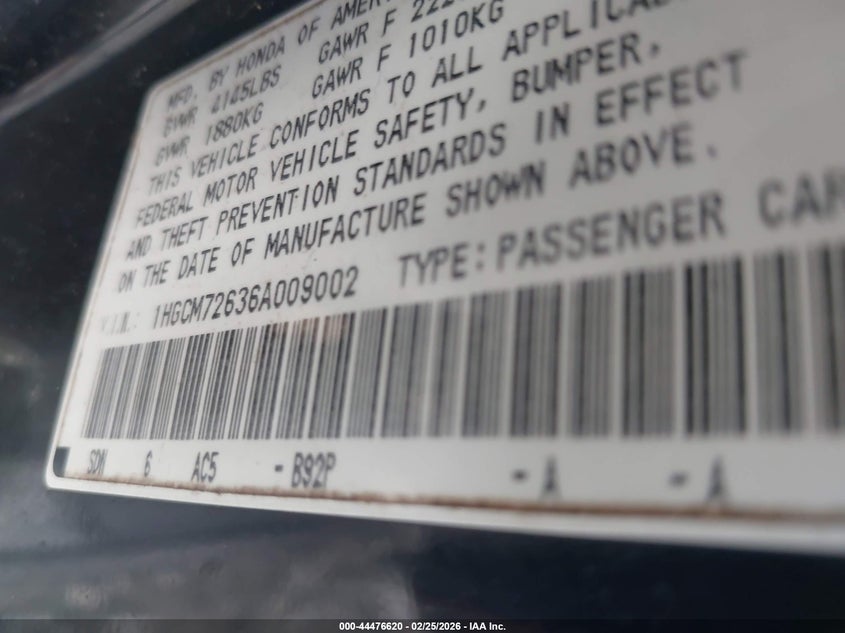 MFD. BY HONDA OF AMER
GVWR 4145LBS GAWR F 222
GVWR 1880KG GAWR F 1010KG
THIS VEHICLE CONFORMS TO ALL APPLICA
FEDERAL MOTOR VEHICLE SAFETY, BUMPER,
AND THEFT PREVENTION STANDARDS IN EFFECT
ON THE DATE OF MANUFACTURE SHOWN ABOVE.
V.I.N.: 1HGCM72636A009002 TYPE: PASSENGER CAR
SDN 6 AC5 - B92P - A - A
000-44476620 - 02/25/2026 - IAA Inc.